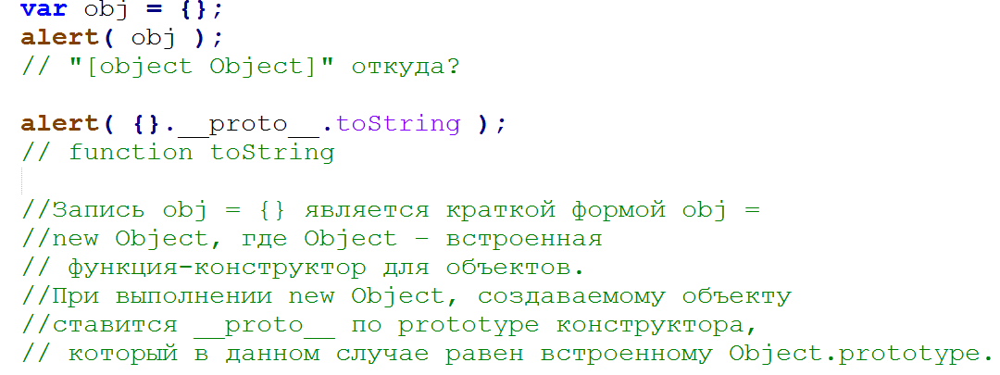 var obj = {};
alert( obj );
// "[object Object]" откуда?
alert( {}.__proto__.toString );
// function toString
//Запись obj = {} является краткой формой obj =
//new Object, где Object – встроенная
// функция-конструктор для объектов.
//При выполнении new Object, создаваемому объекту
//ставится __proto__ по prototype конструктора,
// который в данном случае равен встроенному Object.prototype.